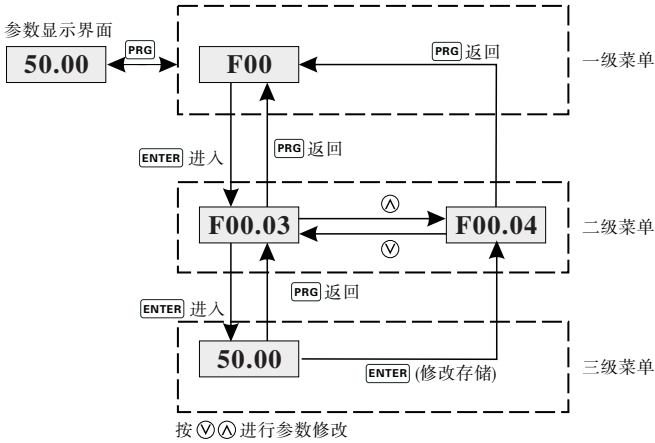 参数显示界面
50.00
PRG
F00
PRG 返回
一级菜单
ENTER 进入
PRG 返回
F00.03
F00.04
二级菜单
ENTER 进入
PRG 返回
50.00
ENTER (修改存储)
三级菜单
按 进行参数修改